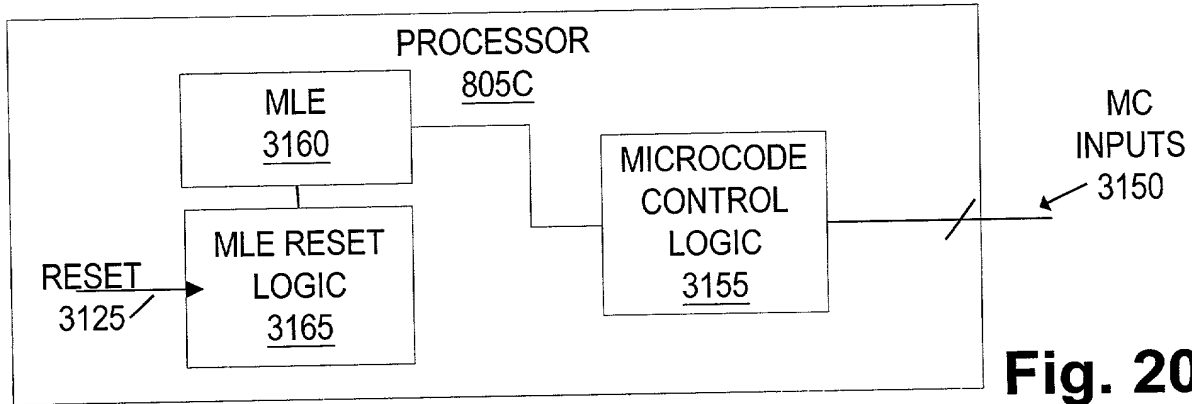 PROCESSOR
805C
MLE
3160
MC
INPUTS
3150
MICROCODE
CONTROL
LOGIC
3155
MLE RESET
LOGIC
3165
RESET
3125
Fig. 20